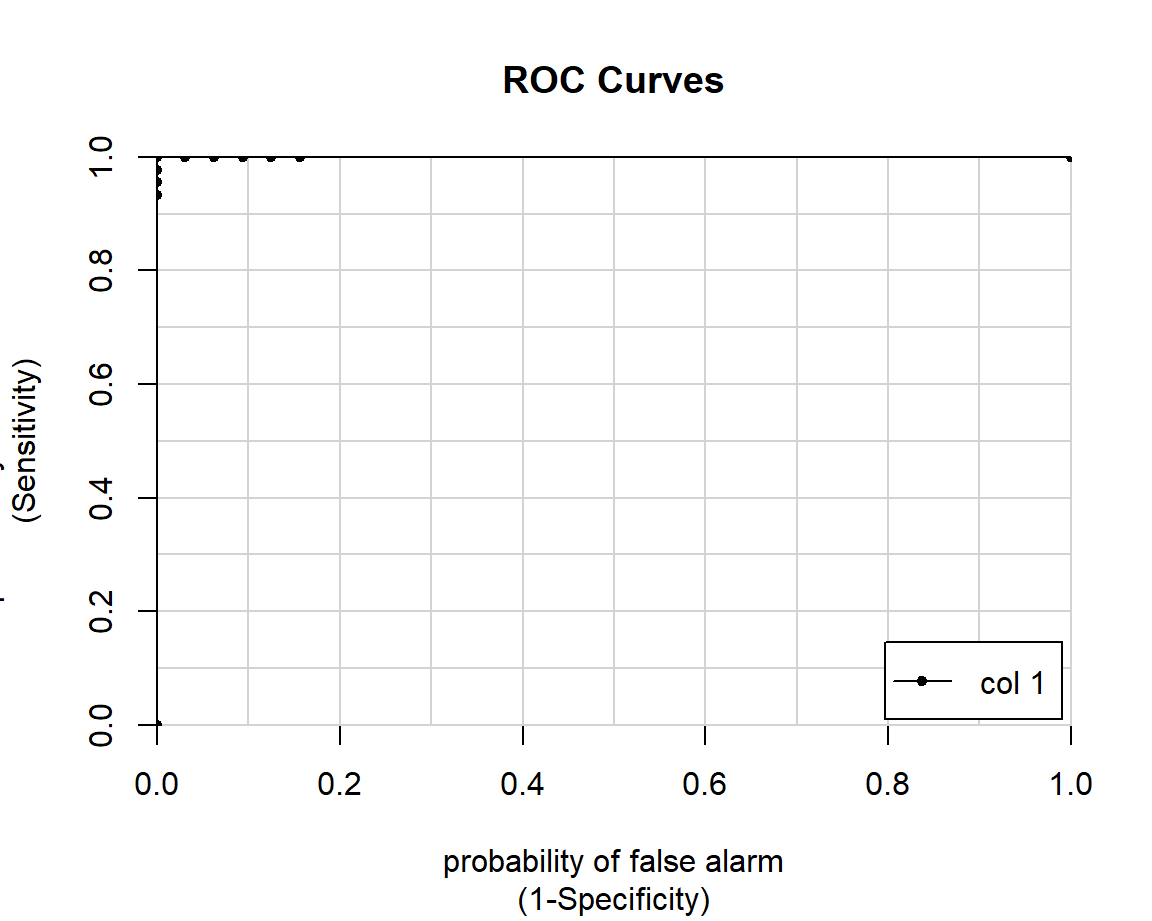 ROC Curves
(Sensitivity)
1.0
0.8
0.6
0.4
0.2
0.0
col 1
0.0 0.2 0.4 0.6 0.8 1.0
probability of false alarm
(1-Specificity)